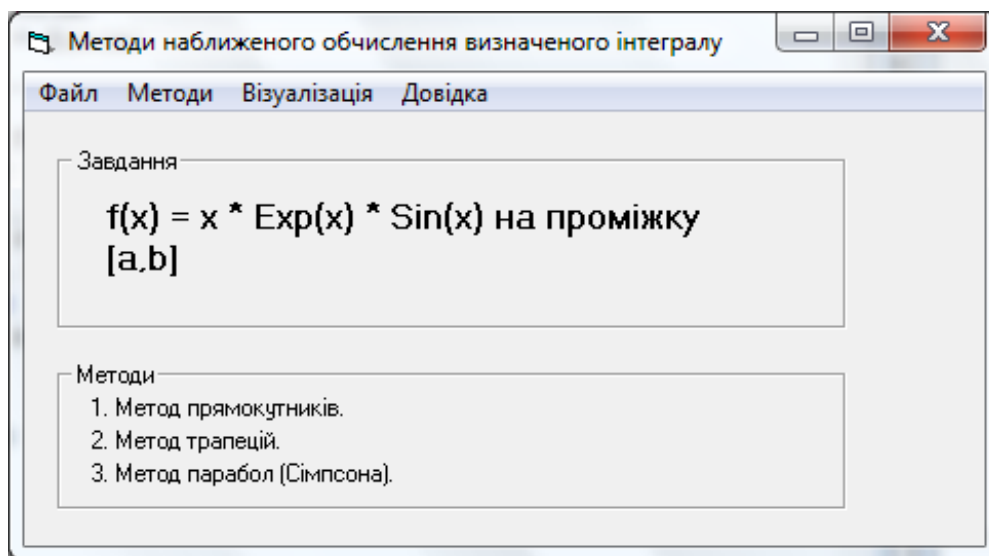 Методи наближеного обчислення визначеного інтегралу
Файл Методи Візуалізація Довідка
Завдання
f(x) = x * Exp(x) * Sin(x) на проміжку
[a,b]
Методи
1. Метод прямокутників.
2. Метод трапецій.
3. Метод парабол (Сімпсона).